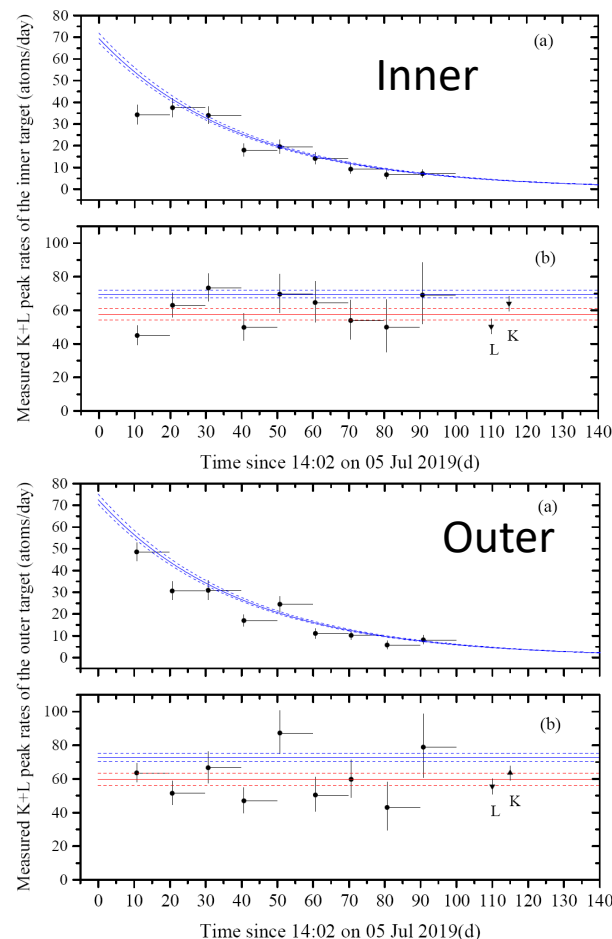 Measured K+L peak rates of the inner target (atoms/day)
80
70
60
50
40
30
20
10
0
(a)
Inner
100
80
60
40
20
0
(b)
L
K
0 10 20 30 40 50 60 70 80 90 100 110 120 130 140
Time since 14:02 on 05 Jul 2019(d)
Measured K+L peak rates of the outer target (atoms/day)
80
70
60
50
40
30
20
10
0
(a)
Outer
100
80
60
40
20
0
(b)
L
K
0 10 20 30 40 50 60 70 80 90 100 110 120 130 140
Time since 14:02 on 05 Jul 2019(d)